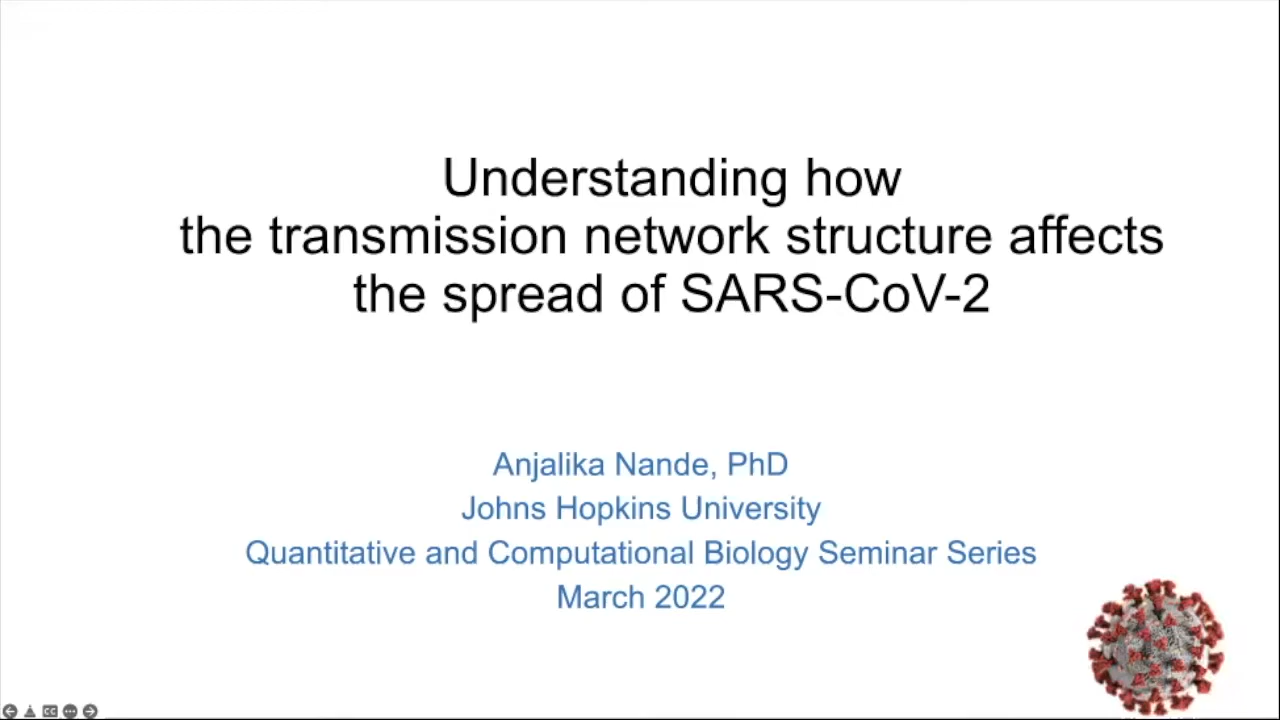 Understanding how
the transmission network structure affects
the spread of SARS-CoV-2
Anjalika Nande, PhD
Johns Hopkins University
Quantitative and Computational Biology Seminar Series
March 2022
CC